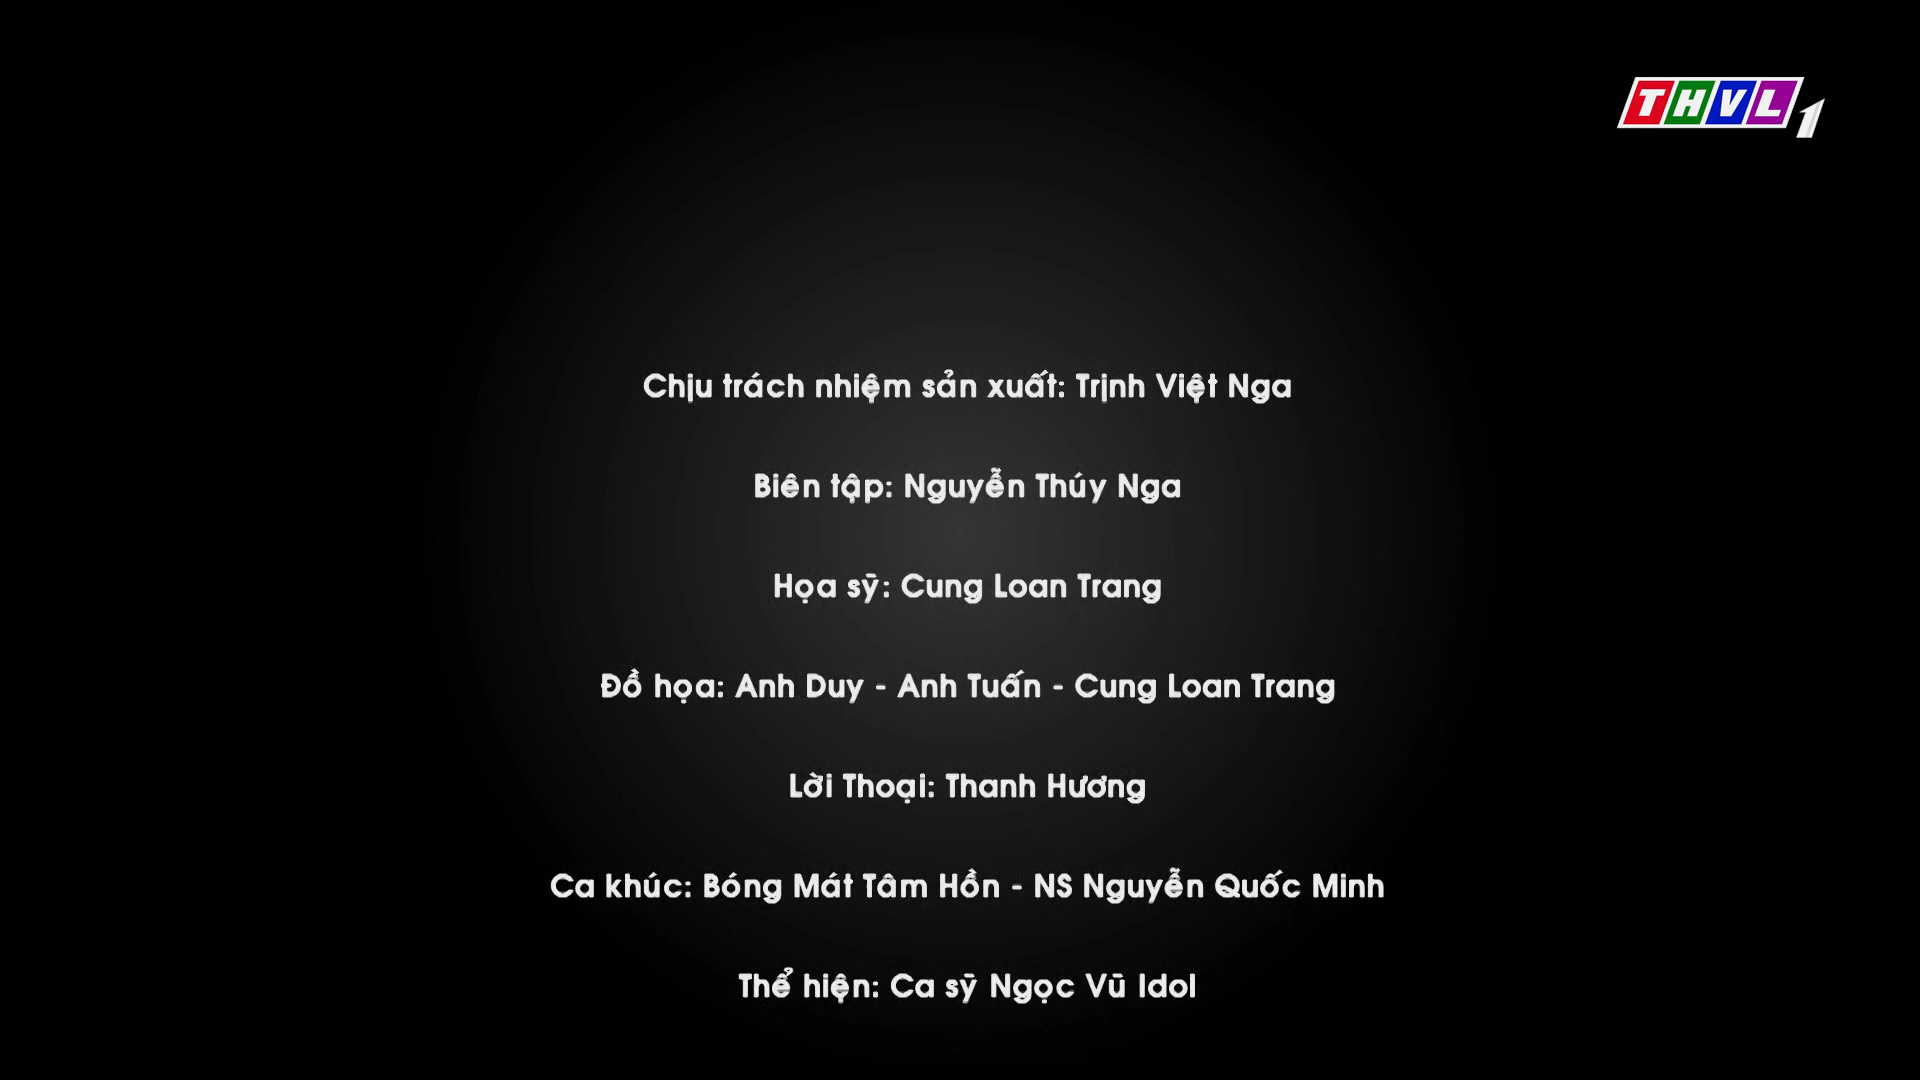 THVL1
Chịu trách nhiệm sản xuất: Trịnh Việt Nga
Biên tập: Nguyễn Thúy Nga
Họa sỹ: Cung Loan Trang
Đồ họa: Anh Duy - Anh Tuấn - Cung Loan Trang
Lời Thoại: Thanh Hương
Ca khúc: Bóng Mát Tâm Hồn - NS Nguyễn Quốc Minh
Thể hiện: Ca sỹ Ngọc Vũ Idol